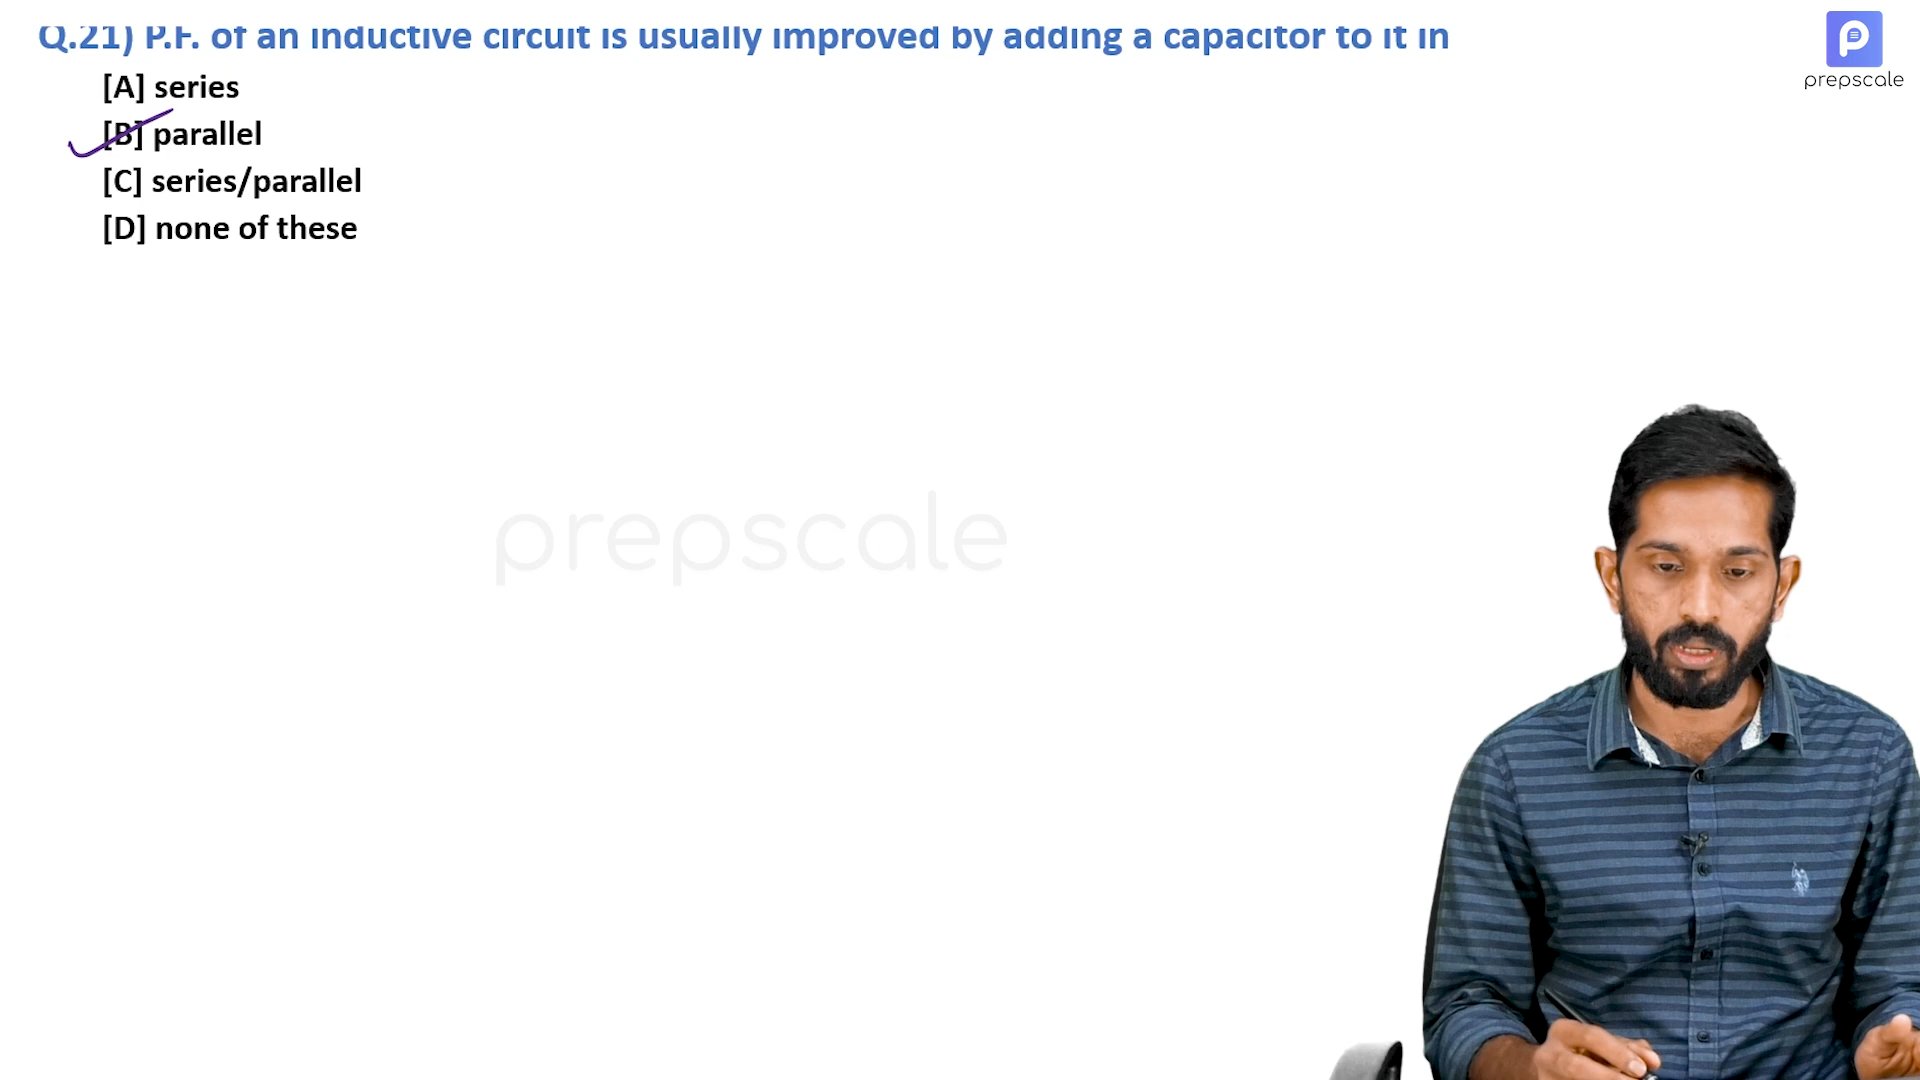 Q.21) P.F. of an inductive circuit is usually improved by adding a capacitor to it in
[A] series
[B] parallel
[C] series/parallel
[D] none of these
prepscale
prepscale